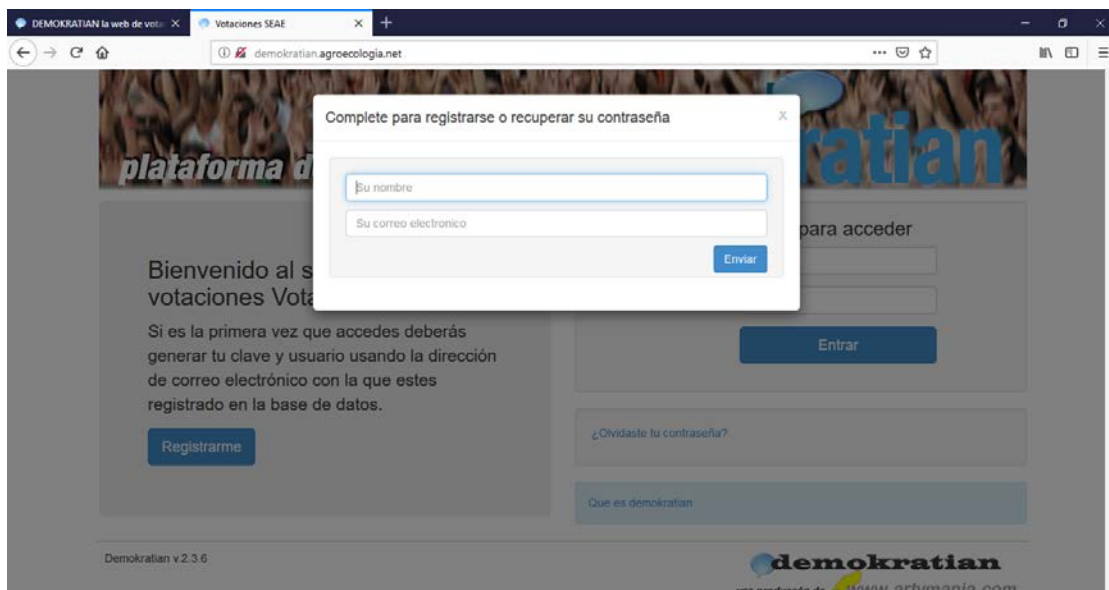 DEMOKRATIAN la web de vota
Votaciones SEAE
demokratian.agroecologia.net
plataforma d
ratian
Complete para registrarse o recuperar su contraseña
X
Su nombre
Su correo electronico
Enviar
Bienvenido al s
votaciones Vota
Si es la primera vez que accedes deberás
generar tu clave y usuario usando la dirección
de correo electrónico con la que estes
registrado en la base de datos.
Registrarme
para acceder
Entrar
¿Olvidaste tu contraseña?
Que es demokratian
Demokratian v.2.3.6
demokratian
www.artymania.com